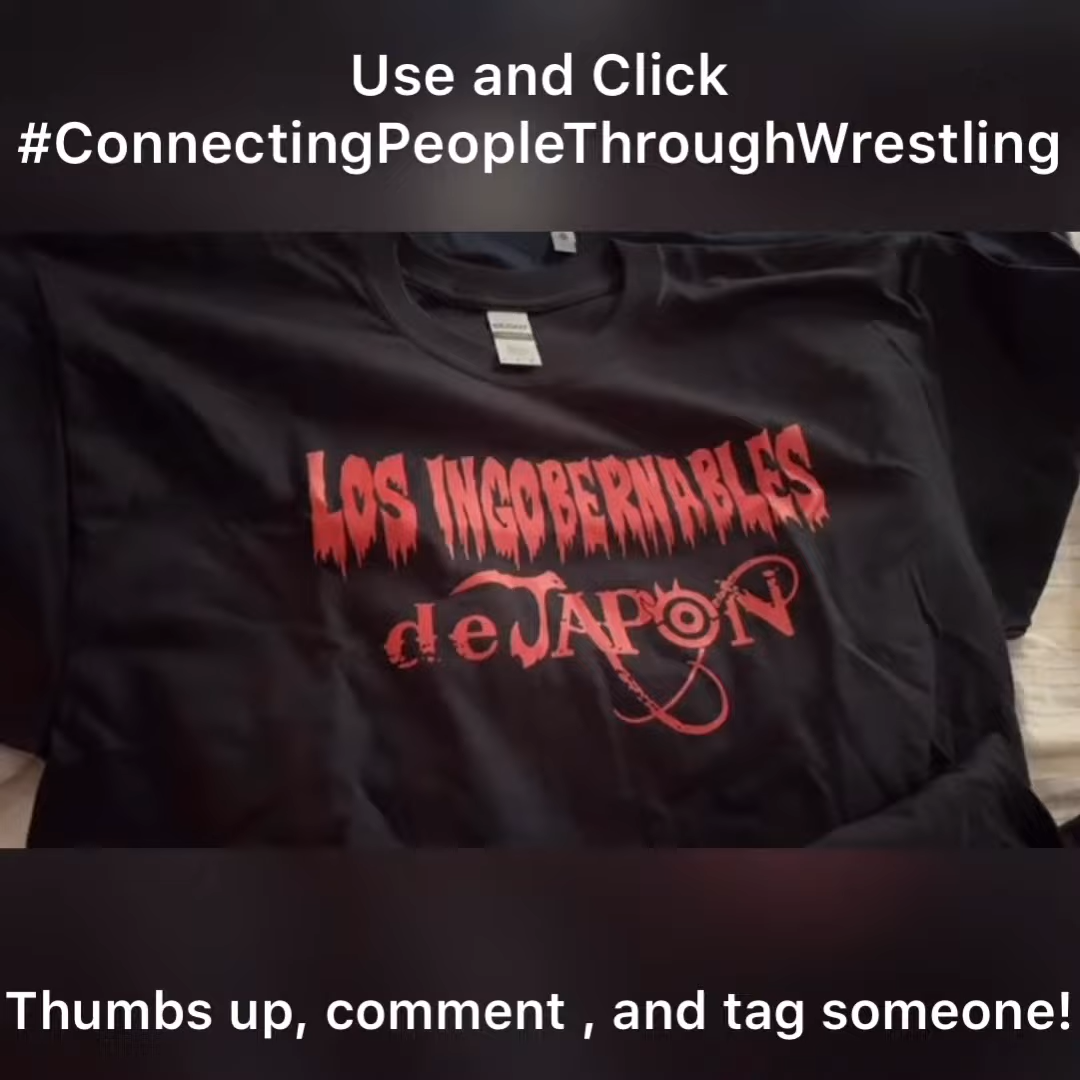 Use and Click
#ConnectingPeopleThroughWrestling
LOS INGOBERNABLES
de JAPON
Thumbs up, comment , and tag someone!